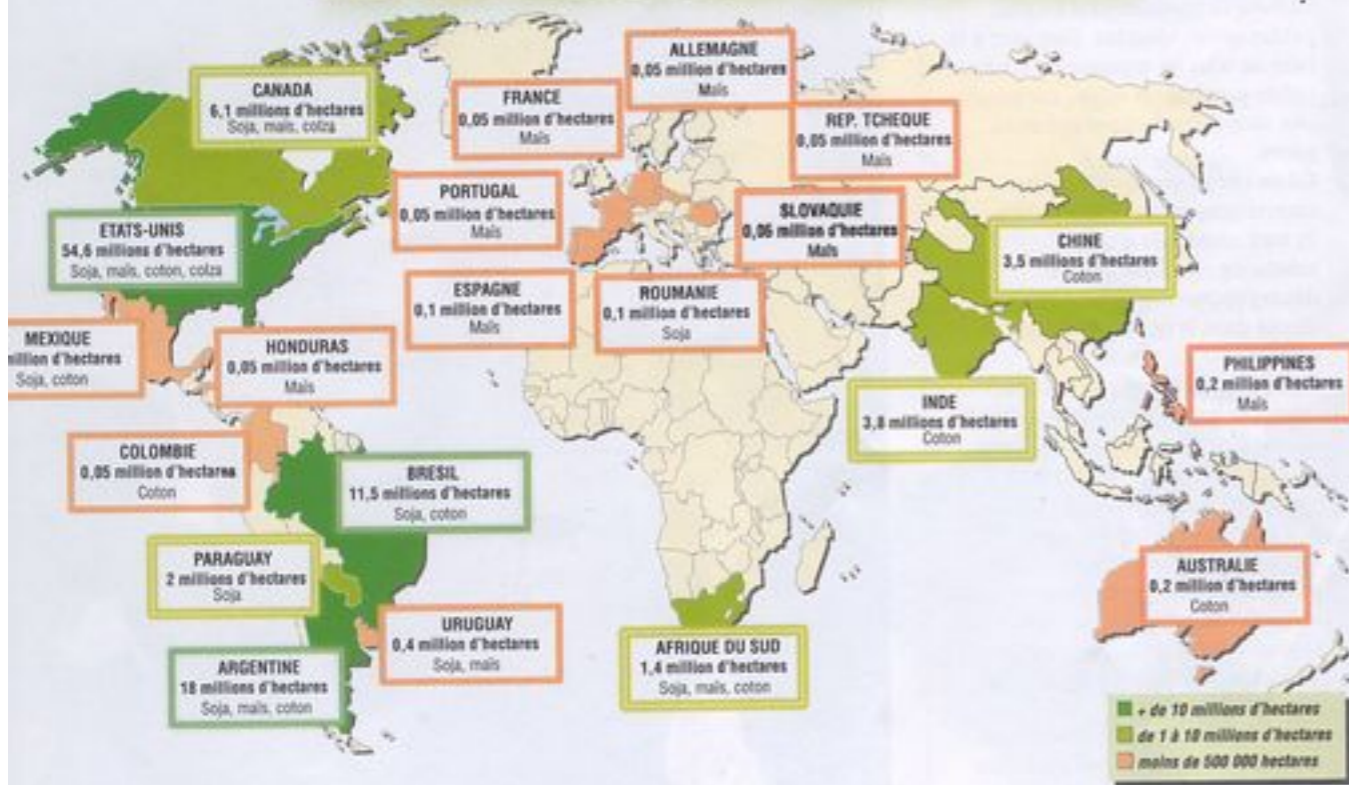 CANADA
6,1 millions d'hectares
Soja, maïs, colza
ETATS-UNIS
54,6 millions d'hectares
Soja, maïs, coton, colza
MEXIQUE
d'hectares
Soja, coton
HONDURAS
0,05 million d'hectares
Maïs
COLOMBIE
0,05 million d'hectares
Coton
BRESIL
11,5 millions d'hectares
Soja, coton
PARAGUAY
2 millions d'hectares
Soja
URUGUAY
0,4 million d'hectares
Soja, maïs
ARGENTINE
18 millions d'hectares
Soja, maïs, coton
ALLEMAGNE
0,05 million d'hectares
Maïs
FRANCE
0,05 million d'hectares
Maïs
REP. TCHEQUE
0,05 million d'hectares
Maïs
PORTUGAL
0,05 million d'hectares
Maïs
SLOVAQUIE
0,06 million d'hectares
Maïs
ESPAGNE
0,1 million d'hectares
Maïs
ROUMANIE
0,1 million d'hectares
Soja
CHINE
3,5 millions d'hectares
Coton
INDE
3,8 millions d'hectares
Coton
PHILIPPINES
0,2 million d'hectares
Maïs
AFRIQUE DU SUD
1,4 million d'hectares
Soja, maïs, coton
AUSTRALIE
0,2 million d'hectares
Coton
+ de 10 millions d'hectares
de 1 à 10 millions d'hectares
moins de 500 000 hectares